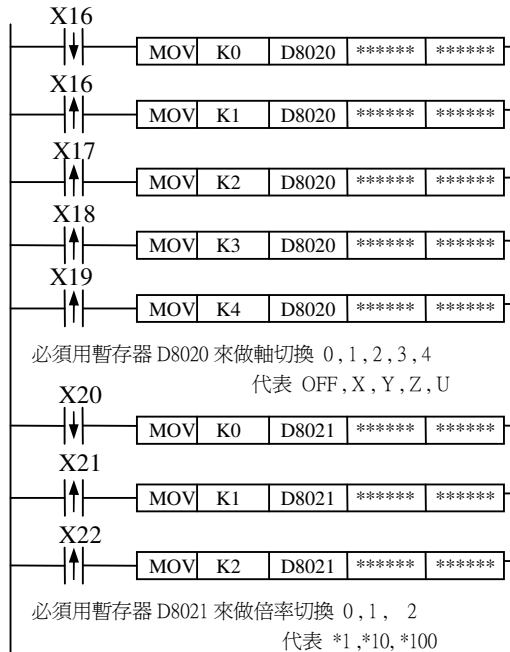 X16
MOV K0 D8020 ****** ******
X16
MOV K1 D8020 ****** ******
X17
MOV K2 D8020 ****** ******
X18
MOV K3 D8020 ****** ******
X19
MOV K4 D8020 ****** ******
必須用暫存器 D8020 來做軸切換 0,1,2,3,4
代表 OFF,X,Y,Z,U
X20
MOV K0 D8021 ****** ******
X21
MOV K1 D8021 ****** ******
X22
MOV K2 D8021 ****** ******
必須用暫存器 D8021 來做倍率切換 0,1, 2
代表 *1,*10,*100